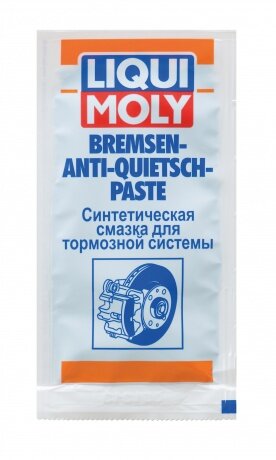 LIQUI
MOLY
BREMSEN-
ANTI-QUIETSCH-
PASTE
Синтетическая
смазка для
тормозной системы